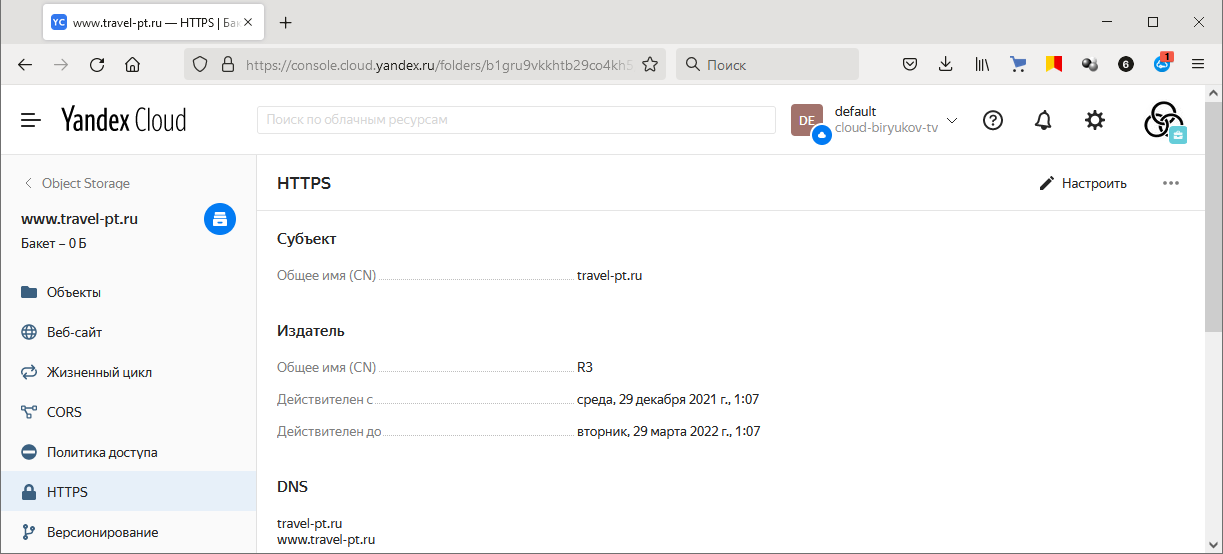 YC www.travel-pt.ru — HTTPS | Бак
https://console.cloud.yandex.ru/folders/b1gru9vkkhtb29co4kh5
Поиск
6
1
Yandex Cloud
Поиск по облачным ресурсам
DE
default
cloud-biryukov-tv
Object Storage
www.travel-pt.ru
Бакет – 0 Б
Объекты
Веб-сайт
Жизненный цикл
CORS
Политика доступа
HTTPS
Версионирование
HTTPS
Настроить
Субъект
Общее имя (CN) travel-pt.ru
Издатель
Общее имя (CN) R3
Действителен с среда, 29 декабря 2021 г., 1:07
Действителен до вторник, 29 марта 2022 г., 1:07
DNS
travel-pt.ru
www.travel-pt.ru